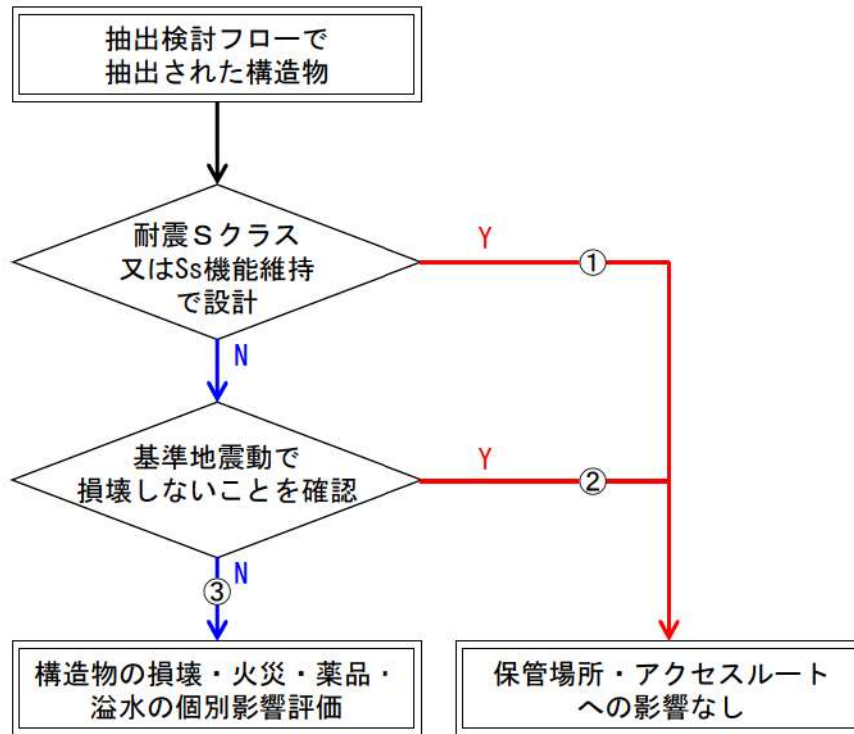 抽出検討フローで
抽出された構造物
耐震Ｓクラス
又はSs機能維持
で設計
Y
①
N
基準地震動で
損壊しないことを確認
Y
②
N
③
構造物の損壊・火災・薬品・
溢水の個別影響評価
保管場所・アクセスルート
への影響なし